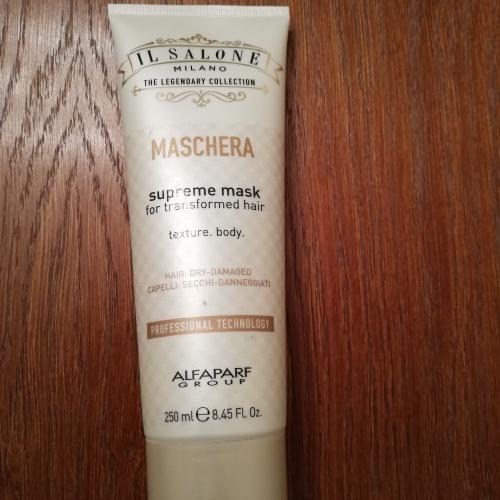 IL SALONE
MILANO
THE LEGENDARY COLLECTION
MASCHERA
supreme mask
for transformed hair
texture. body.
HAIR: DRY-DAMAGED
CAPELLI: SECCHI-DANNEGGIATI
PROFESSIONAL TECHNOLOGY
ALFAPARF
GROUP
250 ml ℮ 8.45 FL. Oz.